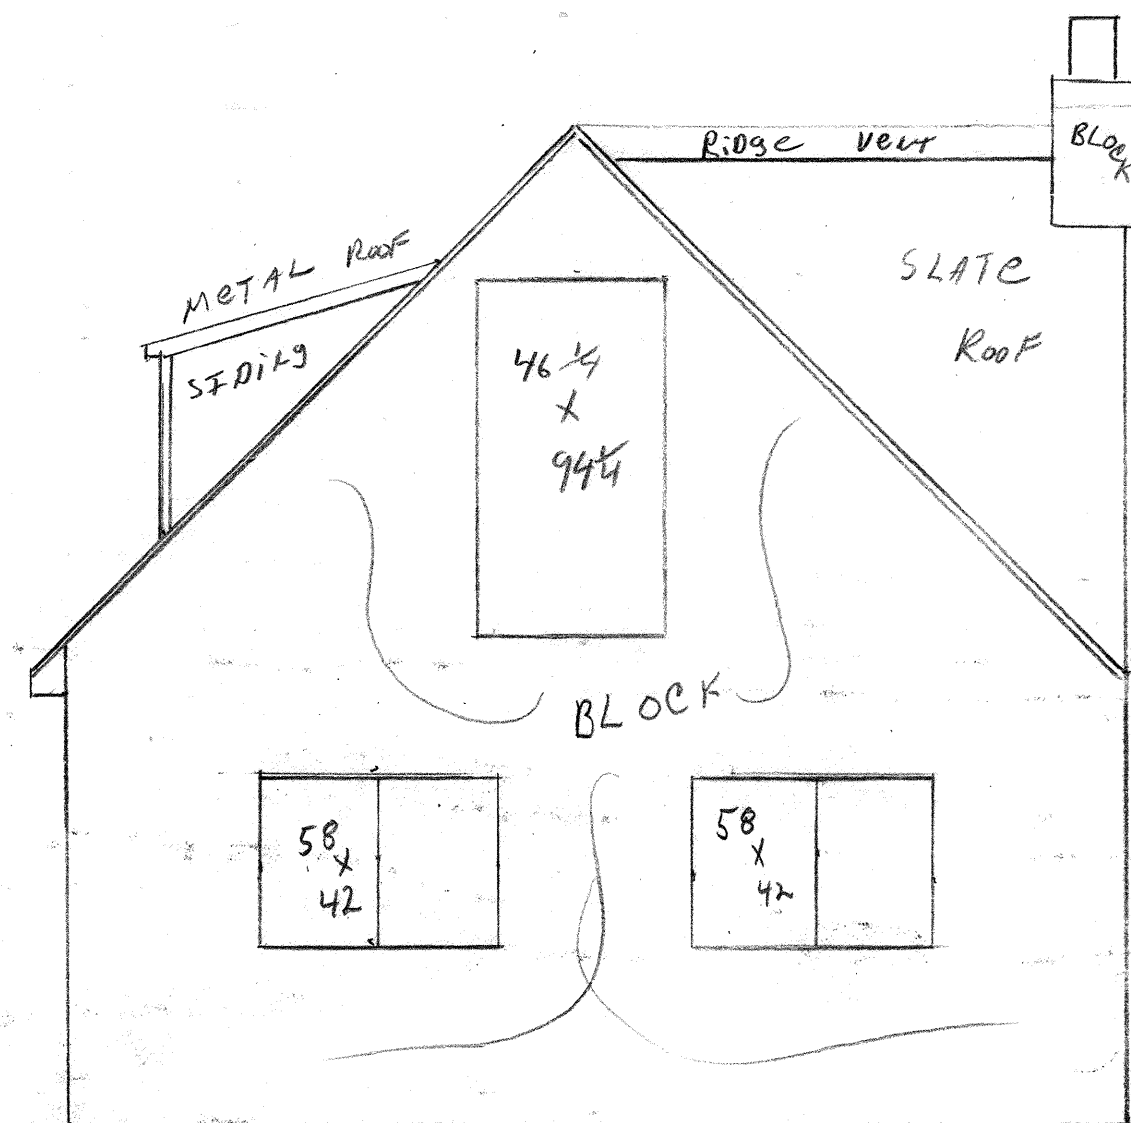 RiDge Vent
BLOCK
METAL ROOF
SLATE
ROOF
SIDING
46 1/4
X
94 1/4
BLOCK
58
X
42
58
X
42